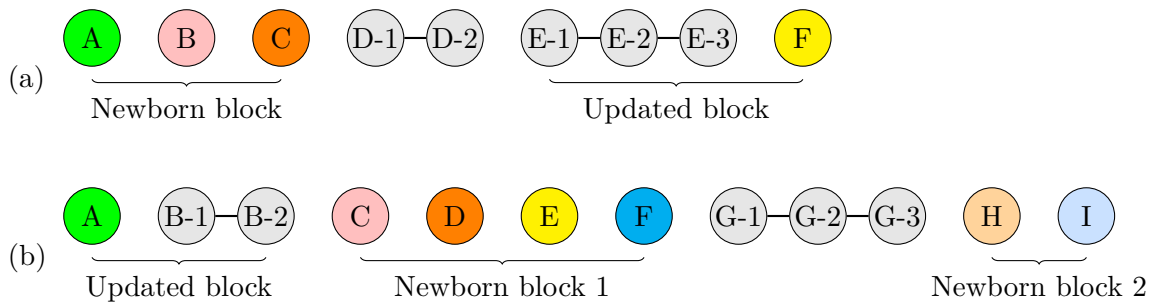 A B C D-1 D-2 E-1 E-2 E-3 F
(a)
Newborn block Updated block
A B-1 B-2 C D E F G-1 G-2 G-3 H I
(b)
Updated block Newborn block 1 Newborn block 2